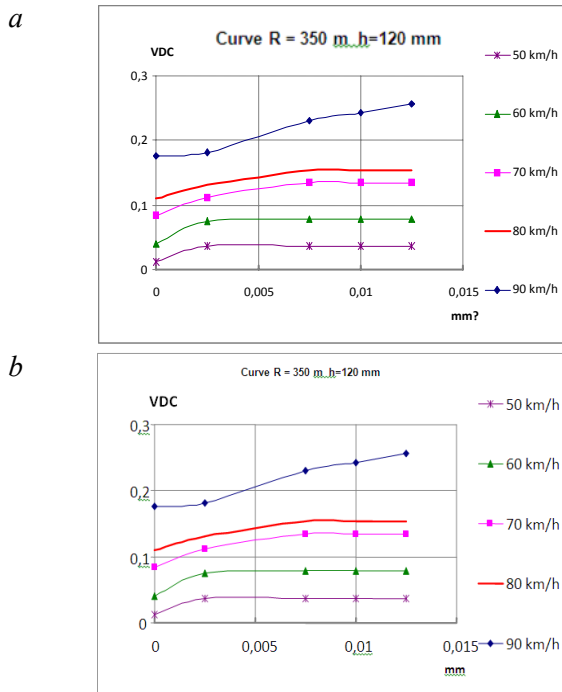 a
Curve R = 350 m h=120 mm
VDC
0,3
0,2
0,1
0
0
0,005
0,01
0,015
mm?
50 km/h
60 km/h
70 km/h
80 km/h
90 km/h
b
Curve R = 350 m h=120 mm
VDC
0,3
0,2
0,1
0
0
0,005
0,01
0,015
mm
50 km/h
60 km/h
70 km/h
80 km/h
90 km/h